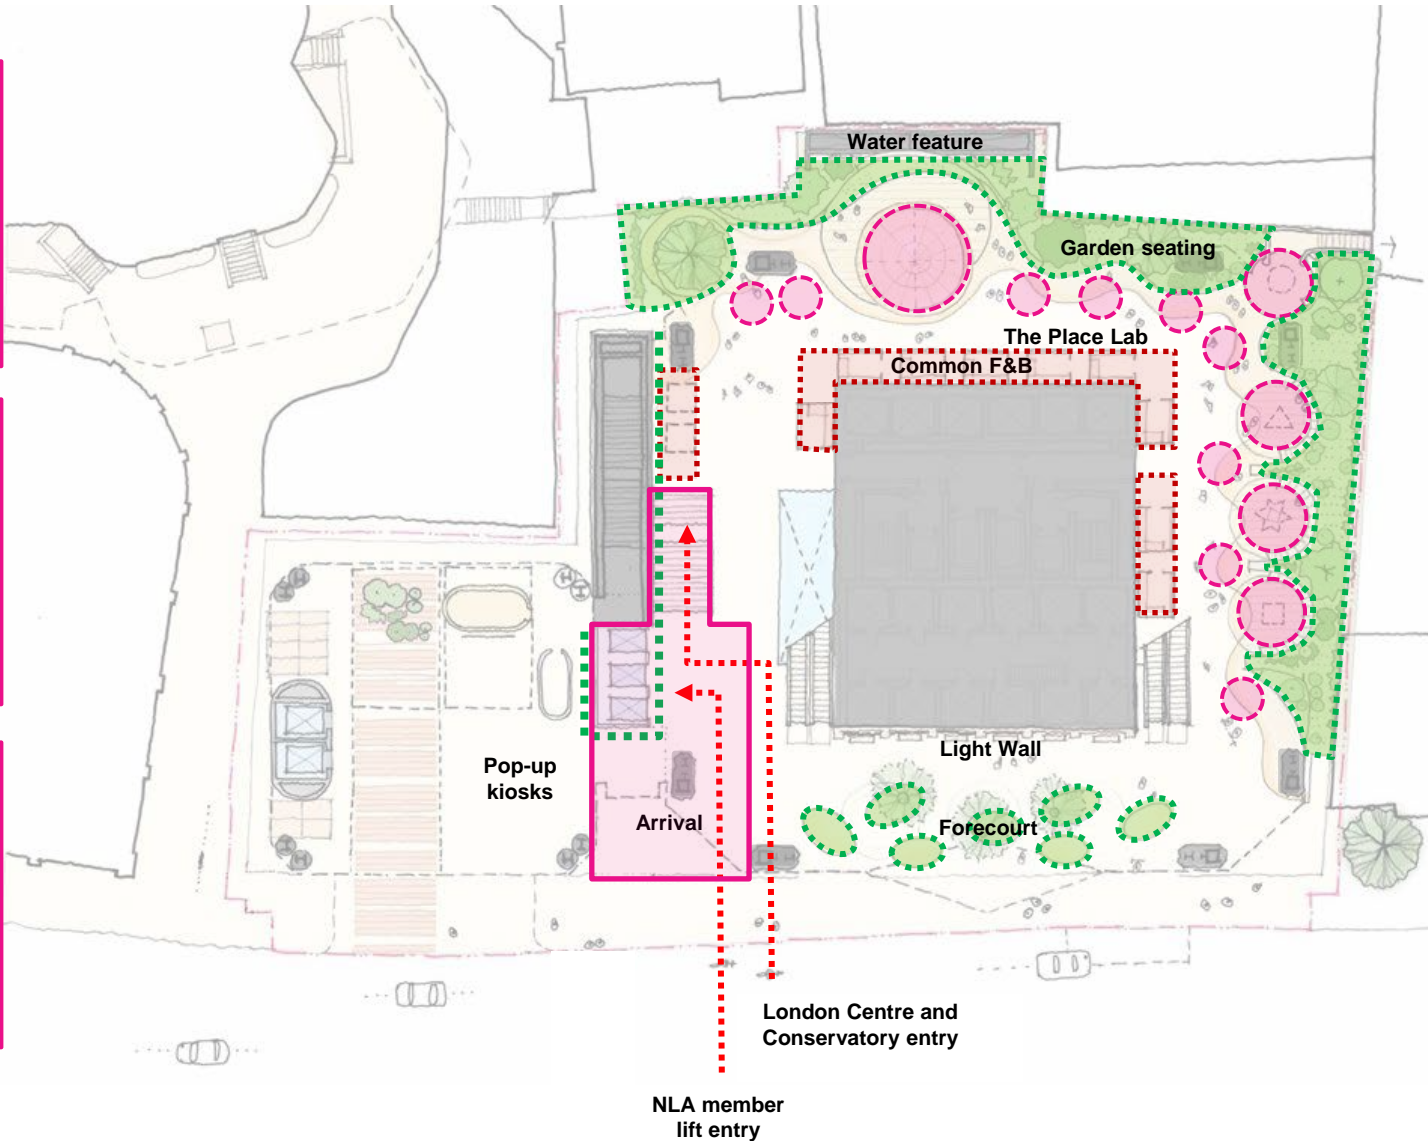 Water feature
Garden seating
The Place Lab
Common F&B
Light Wall
Pop-up
kiosks
Arrival
Forecourt
London Centre and
Conservatory entry
NLA member
lift entry